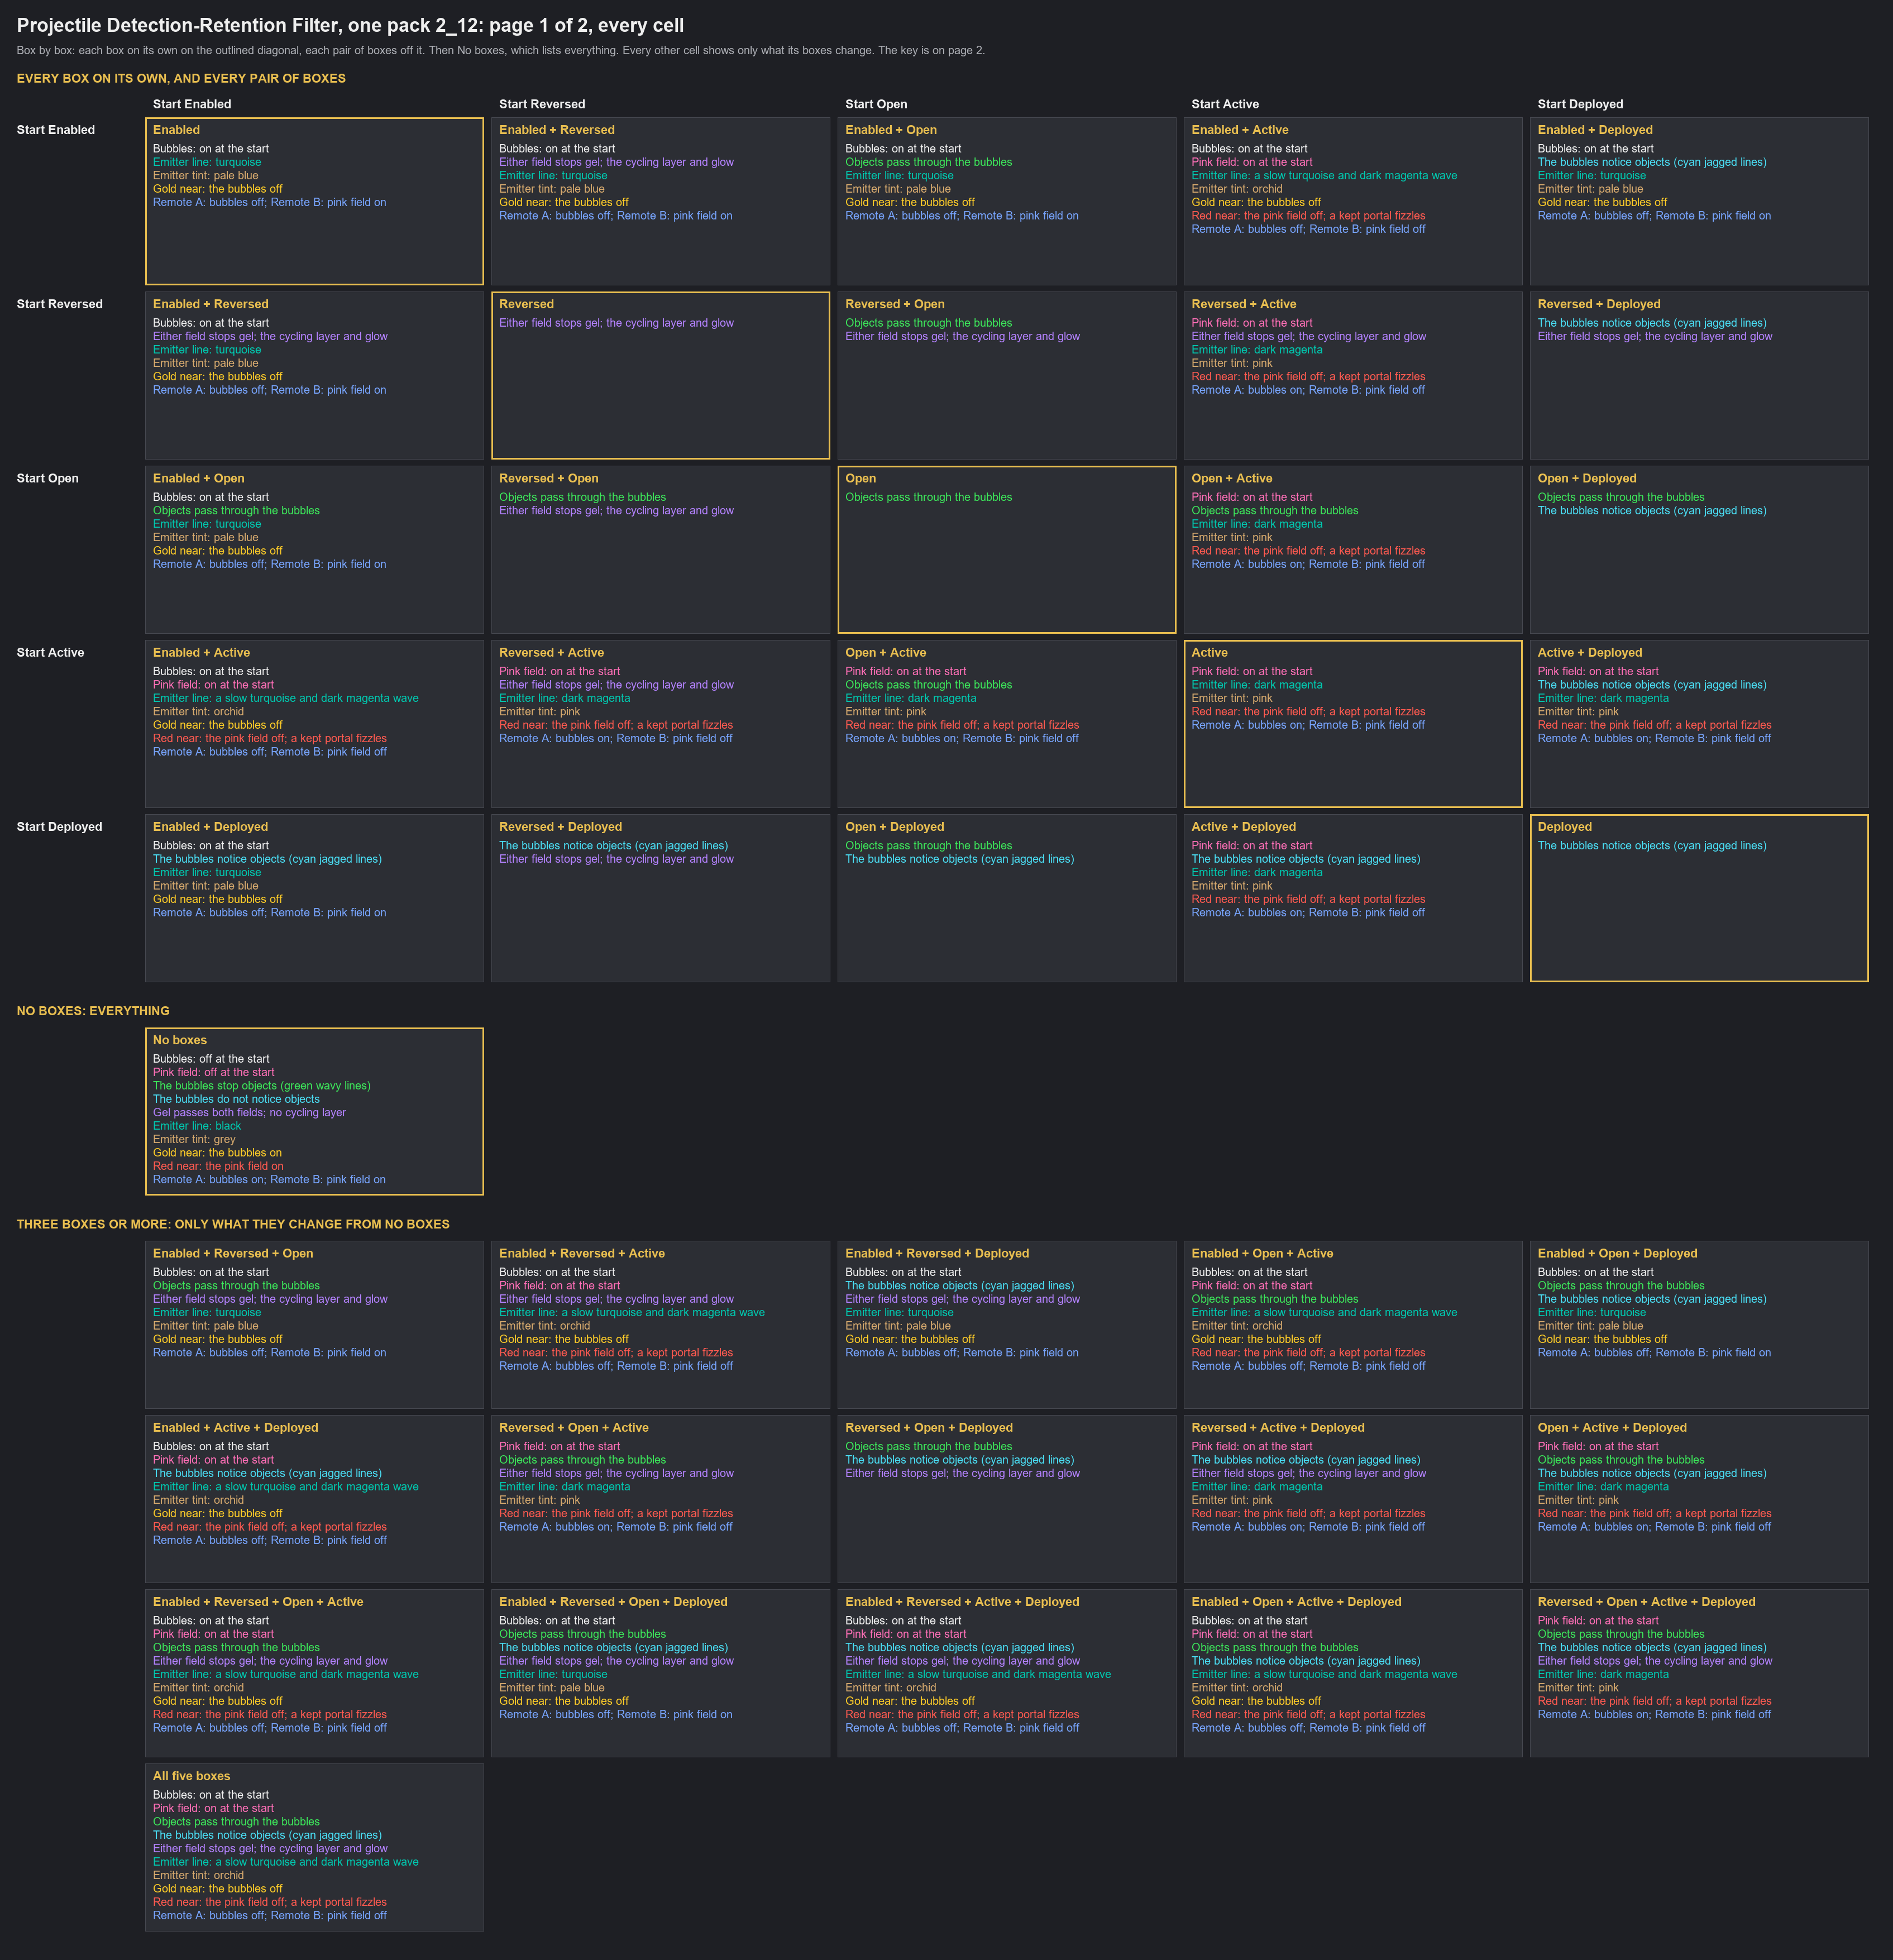 Projectile Detection-Retention Filter, one pack 2_12: page 1 of 2, every cell
Box by box: each box on its own on the outlined diagonal, each pair of boxes off it. Then No boxes, which lists everything. Every other cell shows only what its boxes change. The key is on page 2.
EVERY BOX ON ITS OWN, AND EVERY PAIR OF BOXES
Start Enabled
Start Reversed
Start Open
Start Active
Start Deployed
Start Enabled
Enabled
Bubbles: on at the start
Emitter line: turquoise
Emitter tint: pale blue
Gold near: the bubbles off
Remote A: bubbles off; Remote B: pink field on
Enabled + Reversed
Bubbles: on at the start
Either field stops gel; the cycling layer and glow
Emitter line: turquoise
Emitter tint: pale blue
Gold near: the bubbles off
Remote A: bubbles off; Remote B: pink field on
Enabled + Open
Bubbles: on at the start
Objects pass through the bubbles
Emitter line: turquoise
Emitter tint: pale blue
Gold near: the bubbles off
Remote A: bubbles off; Remote B: pink field on
Enabled + Active
Bubbles: on at the start
Pink field: on at the start
Emitter line: a slow turquoise and dark magenta wave
Emitter tint: orchid
Gold near: the bubbles off
Red near: the pink field off; a kept portal fizzles
Remote A: bubbles off; Remote B: pink field off
Enabled + Deployed
Bubbles: on at the start
The bubbles notice objects (cyan jagged lines)
Emitter line: turquoise
Emitter tint: pale blue
Gold near: the bubbles off
Remote A: bubbles off; Remote B: pink field on
Start Reversed
Enabled + Reversed
Bubbles: on at the start
Either field stops gel; the cycling layer and glow
Emitter line: turquoise
Emitter tint: pale blue
Gold near: the bubbles off
Remote A: bubbles off; Remote B: pink field on
Reversed
Either field stops gel; the cycling layer and glow
Reversed + Open
Objects pass through the bubbles
Either field stops gel; the cycling layer and glow
Reversed + Active
Pink field: on at the start
Either field stops gel; the cycling layer and glow
Emitter line: dark magenta
Emitter tint: pink
Red near: the pink field off; a kept portal fizzles
Remote A: bubbles on; Remote B: pink field off
Reversed + Deployed
The bubbles notice objects (cyan jagged lines)
Either field stops gel; the cycling layer and glow
Start Open
Enabled + Open
Bubbles: on at the start
Objects pass through the bubbles
Emitter line: turquoise
Emitter tint: pale blue
Gold near: the bubbles off
Remote A: bubbles off; Remote B: pink field on
Reversed + Open
Objects pass through the bubbles
Either field stops gel; the cycling layer and glow
Open
Objects pass through the bubbles
Open + Active
Pink field: on at the start
Objects pass through the bubbles
Emitter line: dark magenta
Emitter tint: pink
Red near: the pink field off; a kept portal fizzles
Remote A: bubbles on; Remote B: pink field off
Open + Deployed
Objects pass through the bubbles
The bubbles notice objects (cyan jagged lines)
Start Active
Enabled + Active
Bubbles: on at the start
Pink field: on at the start
Emitter line: a slow turquoise and dark magenta wave
Emitter tint: orchid
Gold near: the bubbles off
Red near: the pink field off; a kept portal fizzles
Remote A: bubbles off; Remote B: pink field off
Reversed + Active
Pink field: on at the start
Either field stops gel; the cycling layer and glow
Emitter line: dark magenta
Emitter tint: pink
Red near: the pink field off; a kept portal fizzles
Remote A: bubbles on; Remote B: pink field off
Open + Active
Pink field: on at the start
Objects pass through the bubbles
Emitter line: dark magenta
Emitter tint: pink
Red near: the pink field off; a kept portal fizzles
Remote A: bubbles on; Remote B: pink field off
Active
Pink field: on at the start
Emitter line: dark magenta
Emitter tint: pink
Red near: the pink field off; a kept portal fizzles
Remote A: bubbles on; Remote B: pink field off
Active + Deployed
Pink field: on at the start
The bubbles notice objects (cyan jagged lines)
Emitter line: dark magenta
Emitter tint: pink
Red near: the pink field off; a kept portal fizzles
Remote A: bubbles on; Remote B: pink field off
Start Deployed
Enabled + Deployed
Bubbles: on at the start
The bubbles notice objects (cyan jagged lines)
Emitter line: turquoise
Emitter tint: pale blue
Gold near: the bubbles off
Remote A: bubbles off; Remote B: pink field on
Reversed + Deployed
The bubbles notice objects (cyan jagged lines)
Either field stops gel; the cycling layer and glow
Open + Deployed
Objects pass through the bubbles
The bubbles notice objects (cyan jagged lines)
Active + Deployed
Pink field: on at the start
The bubbles notice objects (cyan jagged lines)
Emitter line: dark magenta
Emitter tint: pink
Red near: the pink field off; a kept portal fizzles
Remote A: bubbles on; Remote B: pink field off
Deployed
The bubbles notice objects (cyan jagged lines)
NO BOXES: EVERYTHING
No boxes
Bubbles: off at the start
Pink field: off at the start
The bubbles stop objects (green wavy lines)
The bubbles do not notice objects
Gel passes both fields; no cycling layer
Emitter line: black
Emitter tint: grey
Gold near: the bubbles on
Red near: the pink field on
Remote A: bubbles on; Remote B: pink field on
THREE BOXES OR MORE: ONLY WHAT THEY CHANGE FROM NO BOXES
Enabled + Reversed + Open
Bubbles: on at the start
Objects pass through the bubbles
Either field stops gel; the cycling layer and glow
Emitter line: turquoise
Emitter tint: pale blue
Gold near: the bubbles off
Remote A: bubbles off; Remote B: pink field on
Enabled + Reversed + Active
Bubbles: on at the start
Pink field: on at the start
Either field stops gel; the cycling layer and glow
Emitter line: a slow turquoise and dark magenta wave
Emitter tint: orchid
Gold near: the bubbles off
Red near: the pink field off; a kept portal fizzles
Remote A: bubbles off; Remote B: pink field off
Enabled + Reversed + Deployed
Bubbles: on at the start
The bubbles notice objects (cyan jagged lines)
Either field stops gel; the cycling layer and glow
Emitter line: turquoise
Emitter tint: pale blue
Gold near: the bubbles off
Remote A: bubbles off; Remote B: pink field on
Enabled + Open + Active
Bubbles: on at the start
Pink field: on at the start
Objects pass through the bubbles
Emitter line: a slow turquoise and dark magenta wave
Emitter tint: orchid
Gold near: the bubbles off
Red near: the pink field off; a kept portal fizzles
Remote A: bubbles off; Remote B: pink field off
Enabled + Open + Deployed
Bubbles: on at the start
Objects pass through the bubbles
The bubbles notice objects (cyan jagged lines)
Emitter line: turquoise
Emitter tint: pale blue
Gold near: the bubbles off
Remote A: bubbles off; Remote B: pink field on
Enabled + Active + Deployed
Bubbles: on at the start
Pink field: on at the start
The bubbles notice objects (cyan jagged lines)
Emitter line: a slow turquoise and dark magenta wave
Emitter tint: orchid
Gold near: the bubbles off
Red near: the pink field off; a kept portal fizzles
Remote A: bubbles off; Remote B: pink field off
Reversed + Open + Active
Pink field: on at the start
Objects pass through the bubbles
Either field stops gel; the cycling layer and glow
Emitter line: dark magenta
Emitter tint: pink
Red near: the pink field off; a kept portal fizzles
Remote A: bubbles on; Remote B: pink field off
Reversed + Open + Deployed
Objects pass through the bubbles
The bubbles notice objects (cyan jagged lines)
Either field stops gel; the cycling layer and glow
Reversed + Active + Deployed
Pink field: on at the start
The bubbles notice objects (cyan jagged lines)
Either field stops gel; the cycling layer and glow
Emitter line: dark magenta
Emitter tint: pink
Red near: the pink field off; a kept portal fizzles
Remote A: bubbles on; Remote B: pink field off
Open + Active + Deployed
Pink field: on at the start
Objects pass through the bubbles
The bubbles notice objects (cyan jagged lines)
Emitter line: dark magenta
Emitter tint: pink
Red near: the pink field off; a kept portal fizzles
Remote A: bubbles on; Remote B: pink field off
Enabled + Reversed + Open + Active
Bubbles: on at the start
Pink field: on at the start
Objects pass through the bubbles
Either field stops gel; the cycling layer and glow
Emitter line: a slow turquoise and dark magenta wave
Emitter tint: orchid
Gold near: the bubbles off
Red near: the pink field off; a kept portal fizzles
Remote A: bubbles off; Remote B: pink field off
Enabled + Reversed + Open + Deployed
Bubbles: on at the start
Objects pass through the bubbles
The bubbles notice objects (cyan jagged lines)
Either field stops gel; the cycling layer and glow
Emitter line: turquoise
Emitter tint: pale blue
Gold near: the bubbles off
Remote A: bubbles off; Remote B: pink field on
Enabled + Reversed + Active + Deployed
Bubbles: on at the start
Pink field: on at the start
The bubbles notice objects (cyan jagged lines)
Either field stops gel; the cycling layer and glow
Emitter line: a slow turquoise and dark magenta wave
Emitter tint: orchid
Gold near: the bubbles off
Red near: the pink field off; a kept portal fizzles
Remote A: bubbles off; Remote B: pink field off
Enabled + Open + Active + Deployed
Bubbles: on at the start
Pink field: on at the start
Objects pass through the bubbles
The bubbles notice objects (cyan jagged lines)
Emitter line: a slow turquoise and dark magenta wave
Emitter tint: orchid
Gold near: the bubbles off
Red near: the pink field off; a kept portal fizzles
Remote A: bubbles off; Remote B: pink field off
Reversed + Open + Active + Deployed
Pink field: on at the start
Objects pass through the bubbles
The bubbles notice objects (cyan jagged lines)
Either field stops gel; the cycling layer and glow
Emitter line: dark magenta
Emitter tint: pink
Red near: the pink field off; a kept portal fizzles
Remote A: bubbles on; Remote B: pink field off
All five boxes
Bubbles: on at the start
Pink field: on at the start
Objects pass through the bubbles
The bubbles notice objects (cyan jagged lines)
Either field stops gel; the cycling layer and glow
Emitter line: a slow turquoise and dark magenta wave
Emitter tint: orchid
Gold near: the bubbles off
Red near: the pink field off; a kept portal fizzles
Remote A: bubbles off; Remote B: pink field off